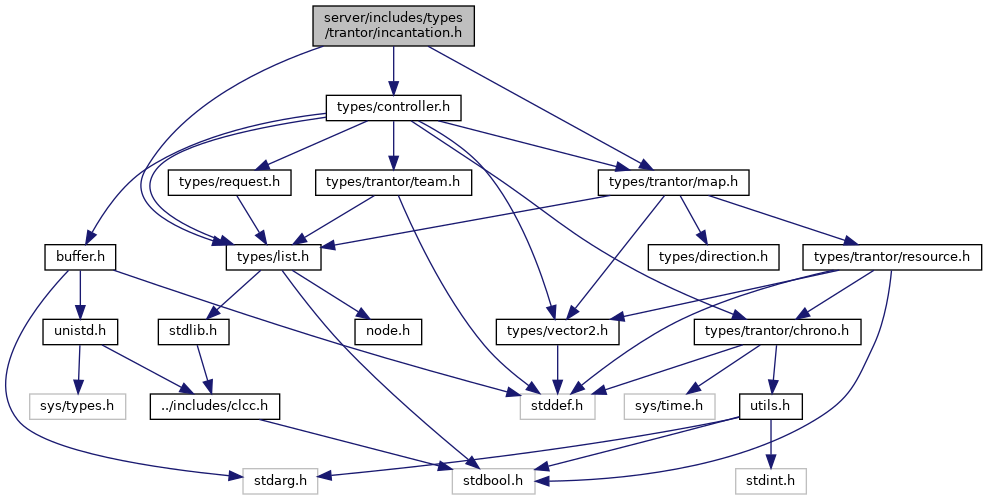 server/includes/types
/trantor/incantation.h
types/controller.h
types/request.h
types/trantor/team.h
types/trantor/map.h
buffer.h
types/list.h
types/direction.h
types/trantor/resource.h
unistd.h
stdlib.h
node.h
types/vector2.h
types/trantor/chrono.h
sys/types.h
../includes/clcc.h
stddef.h
sys/time.h
utils.h
stdarg.h
stdbool.h
stdint.h